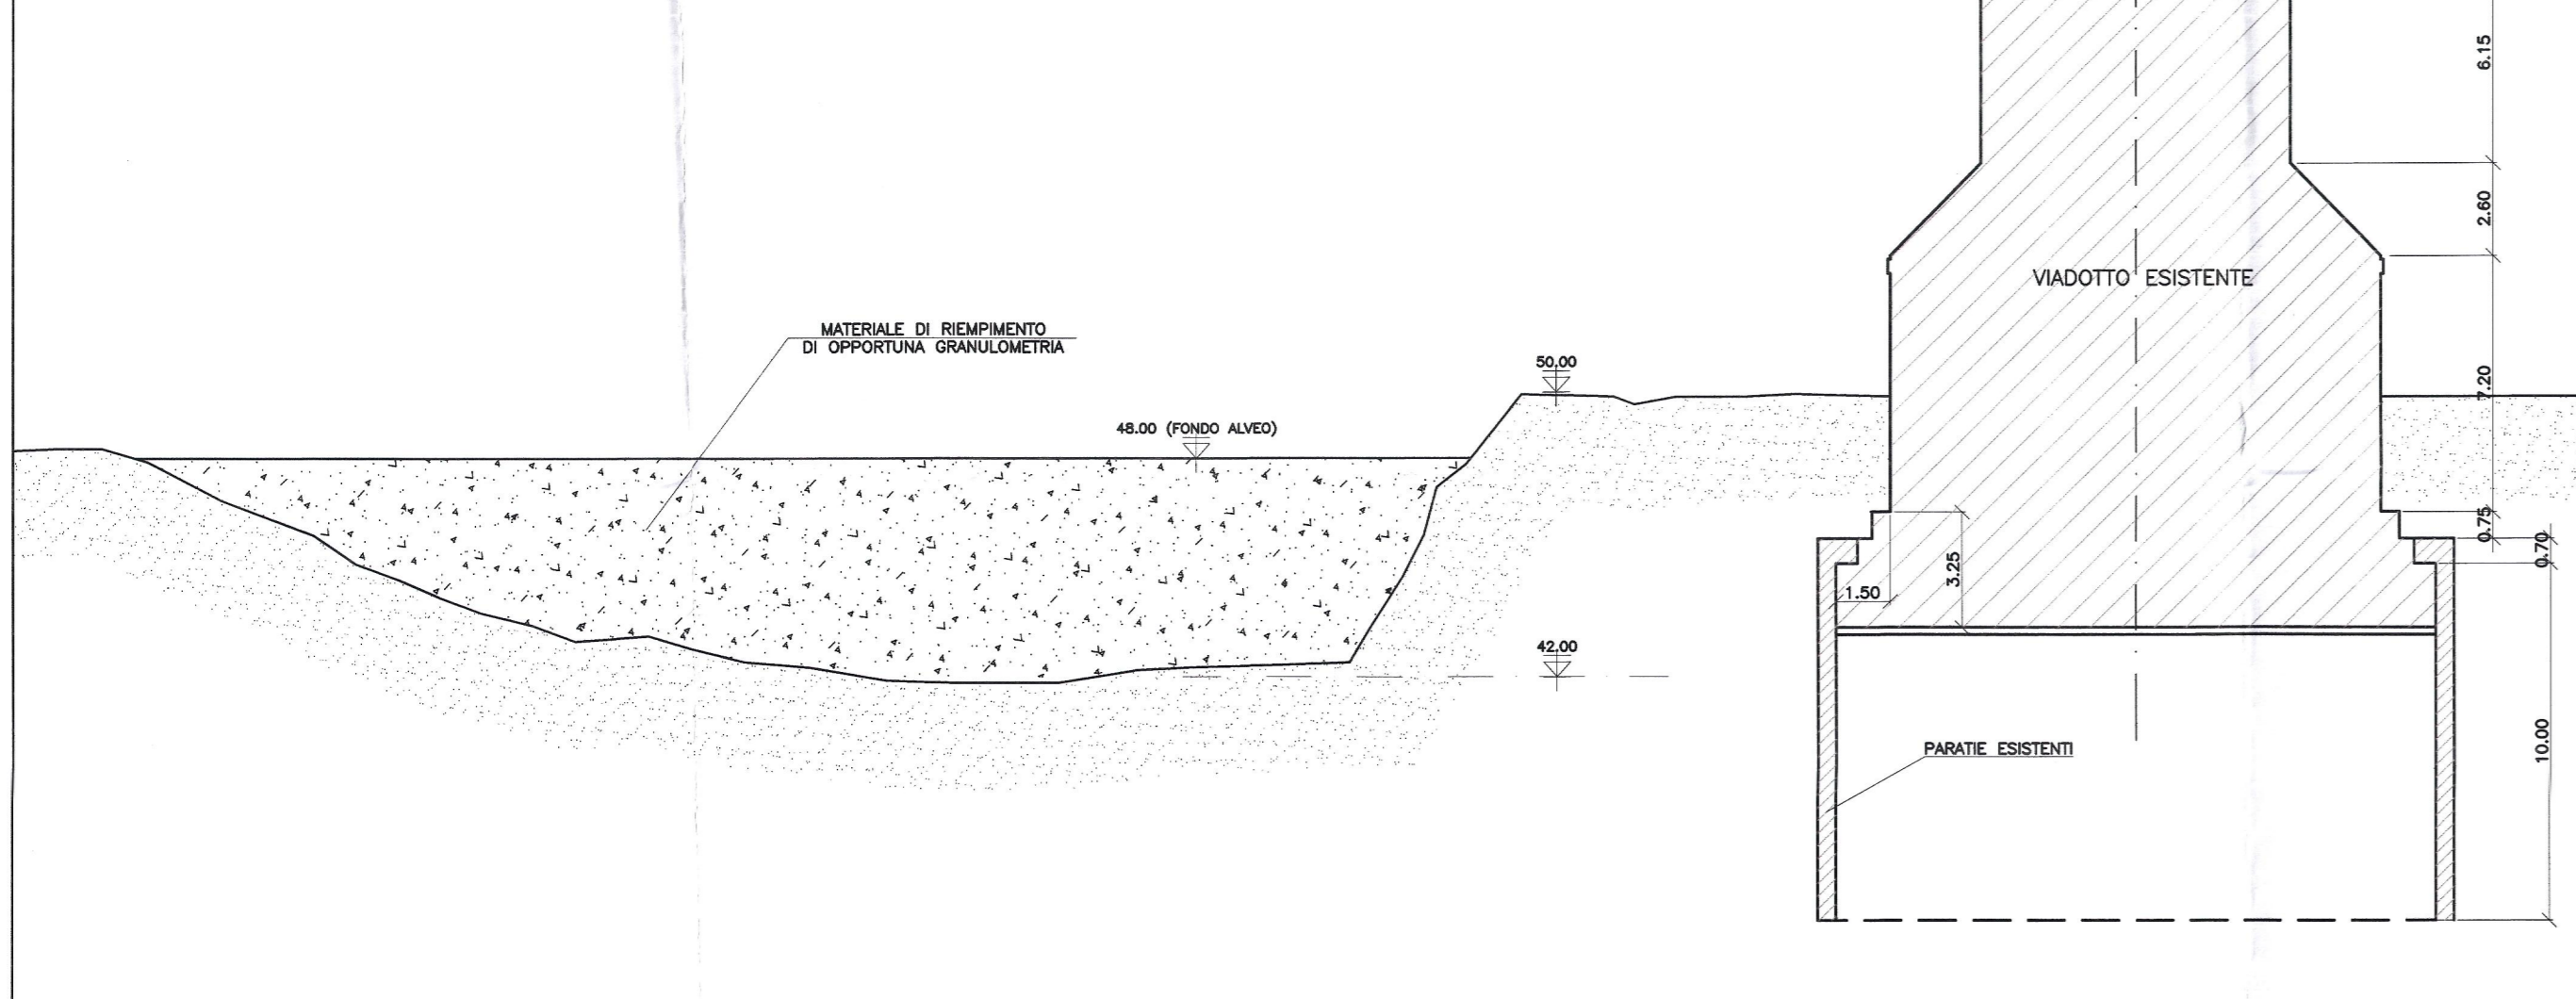 6.15
2.60
VIADOTTO ESISTENTE
MATERIALE DI RIEMPIMENTO
DI OPPORTUNA GRANULOMETRIA
50.00
7.20
48.00 (FONDO ALVEO)
0.75
0.70
3.25
1.50
42.00
PARATIE ESISTENTI
10.00